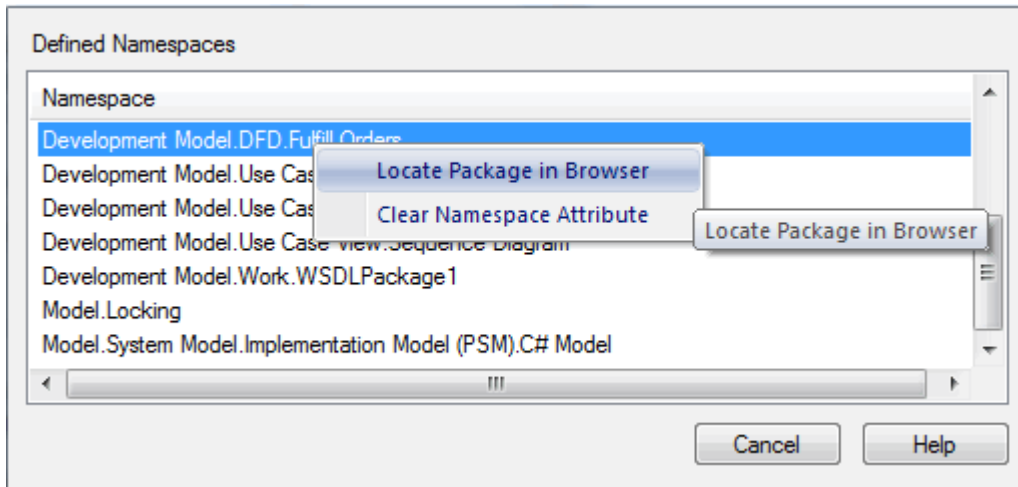 Defined Namespaces
Namespace
Development Model.DFD.Fulfill Orders
Development Model.Use Cas
Locate Package in Browser
Development Model.Use Cas
Clear Namespace Attribute
Locate Package in Browser
Development Model.Use Case View.Sequence Diagram
Development Model.Work.WSDLPackage1
Model.Locking
Model.System Model.Implementation Model (PSM).C# Model
Cancel
Help